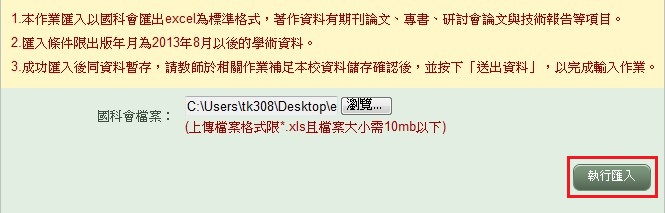 1.本作業匯入以國科會匯出excel為標準格式，著作資料有期刊論文、專書、研討會論文與技術報告等項目。
2.匯入條件限出版年月為2013年8月以後的學術資料。
3.成功匯入後同資料暫存，請教師於相關作業補足本校資料儲存確認後，並按下「送出資料」，以完成輸入作業。
國科會檔案： C:\Users\tk308\Desktop\e 瀏覽...
(上傳檔案格式限*.xls且檔案大小需10mb以下)
執行匯入